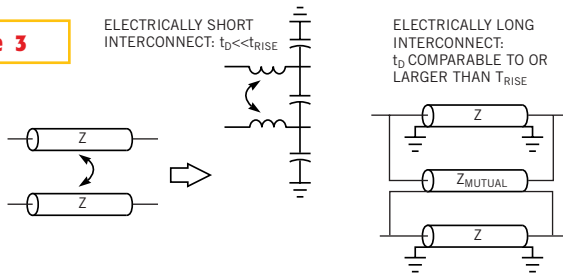 3
ELECTRICALLY SHORT
INTERCONNECT: tD<<tRISE
ELECTRICALLY LONG
INTERCONNECT:
tD COMPARABLE TO OR
LARGER THAN TRISE
Z
Z
Z
ZMUTUAL
Z